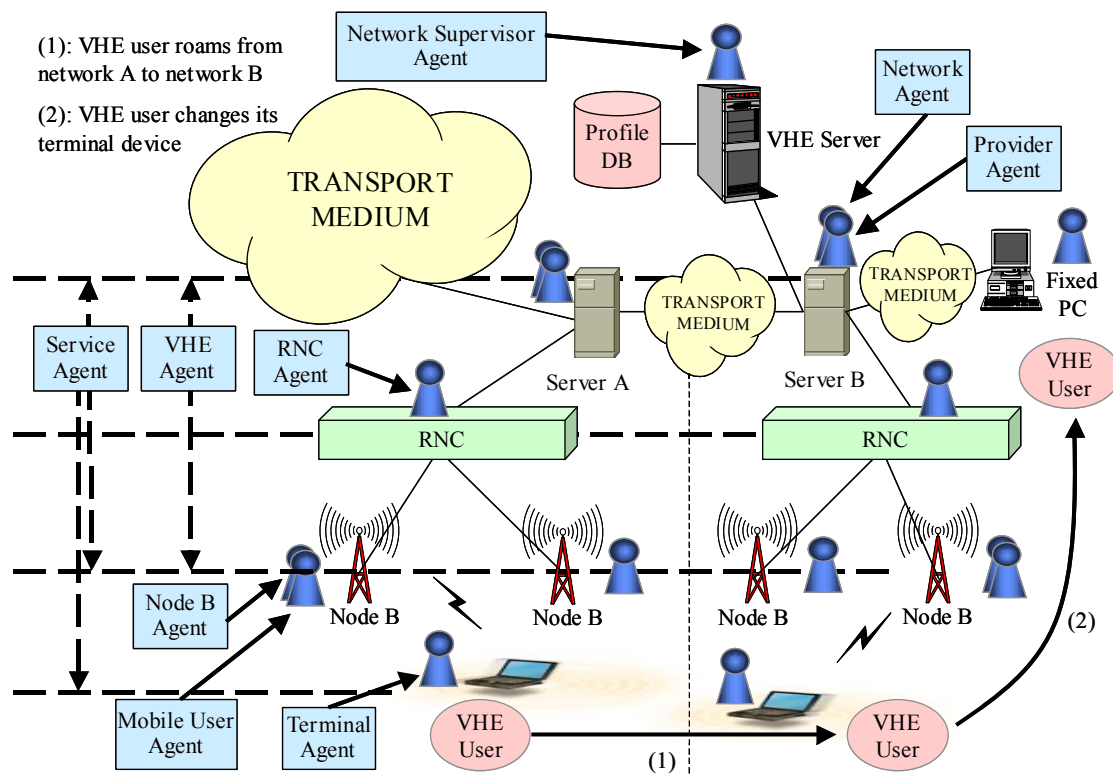 (1): VHE user roams from
network A to network B
(2): VHE user changes its
terminal device
Network Supervisor
Agent
Network
Agent
Provider
Agent
Profile
DB
VHE Server
TRANSPORT
MEDIUM
TRANSPORT
MEDIUM
TRANSPORT
MEDIUM
Fixed
PC
Service
Agent
VHE
Agent
RNC
Agent
Server A
Server B
VHE
User
RNC
RNC
Node B
Agent
Node B
Node B
Node B
Node B
(2)
Mobile User
Agent
Terminal
Agent
VHE
User
(1)
VHE
User